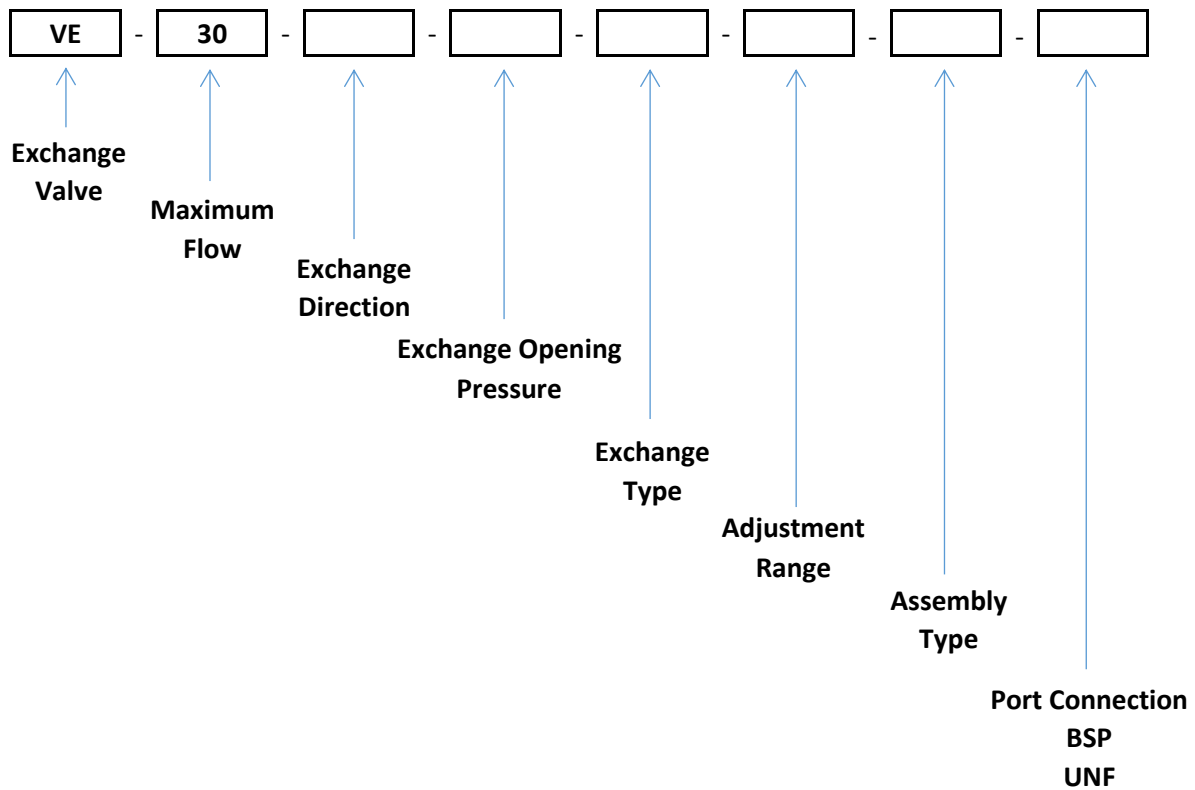 VE - 30 - - - - - -
Exchange
Valve
Maximum
Flow
Exchange
Direction
Exchange Opening
Pressure
Exchange
Type
Adjustment
Range
Assembly
Type
Port Connection
BSP
UNF